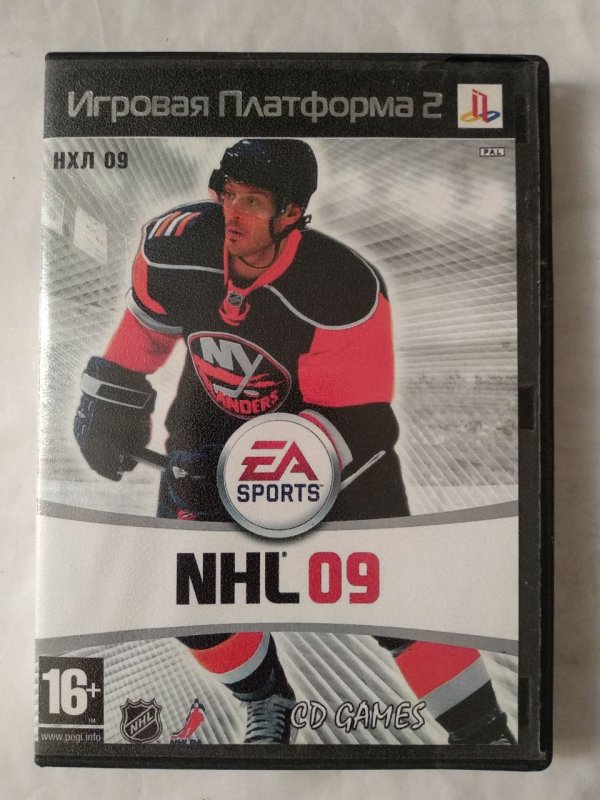 Игровая Платформа 2
PAL
НХЛ 09
NY
ANDERS
EA
SPORTS
NHL 09
16+
www.pegi.info
NHL
CD GAMES